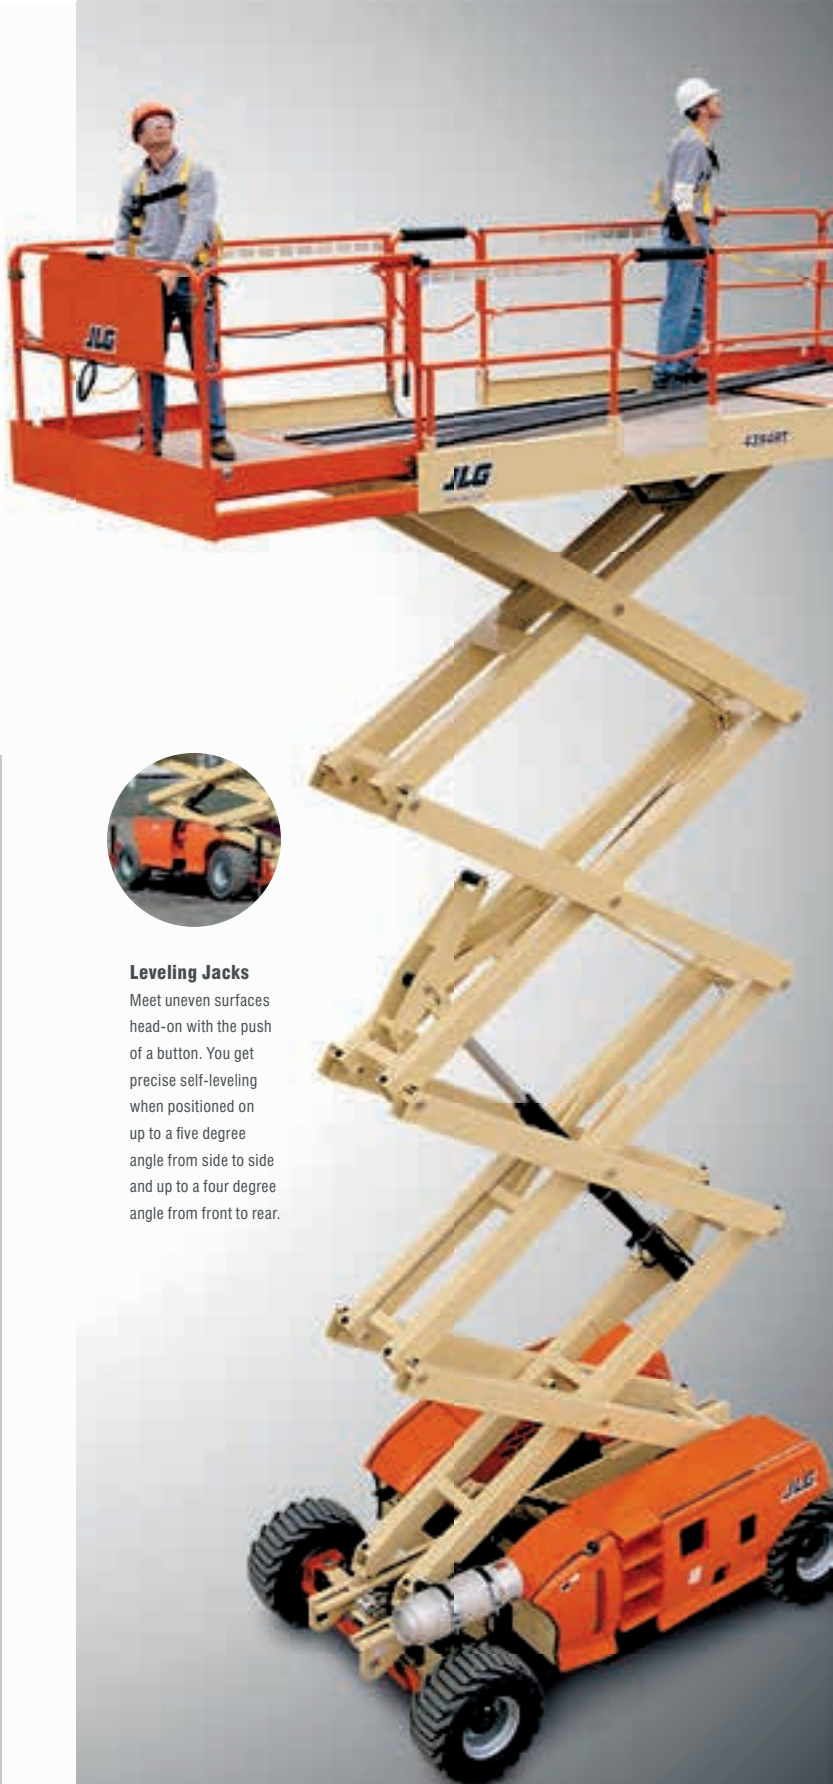 JLG
4394RT
JLG
Leveling Jacks
Meet uneven surfaces
head-on with the push
of a button. You get
precise self-leveling
when positioned on
up to a five degree
angle from side to side
and up to a four degree
angle from front to rear.
JLG